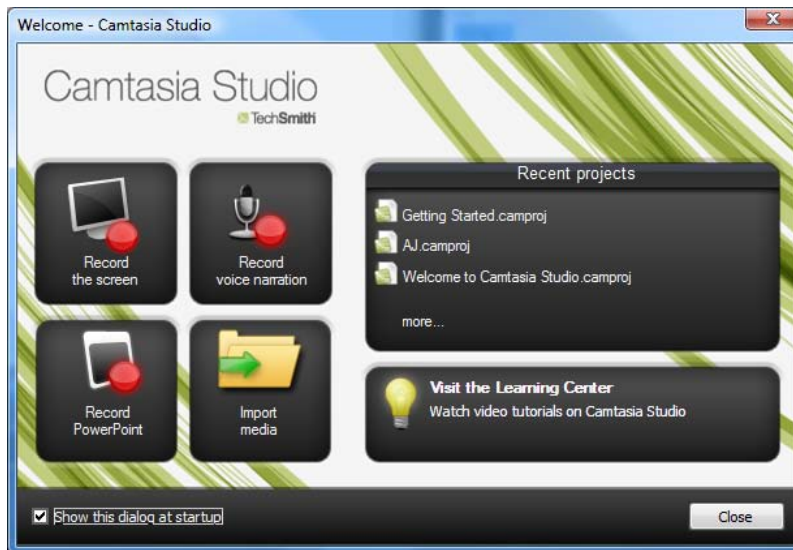 Welcome - Camtasia Studio
Camtasia Studio
TechSmith
Record
the screen
Record
voice narration
Record
PowerPoint
Import
media
Recent projects
Getting Started.camproj
AJ.camproj
Welcome to Camtasia Studio.camproj
more...
Visit the Learning Center
Watch video tutorials on Camtasia Studio
Show this dialog at startup
Close